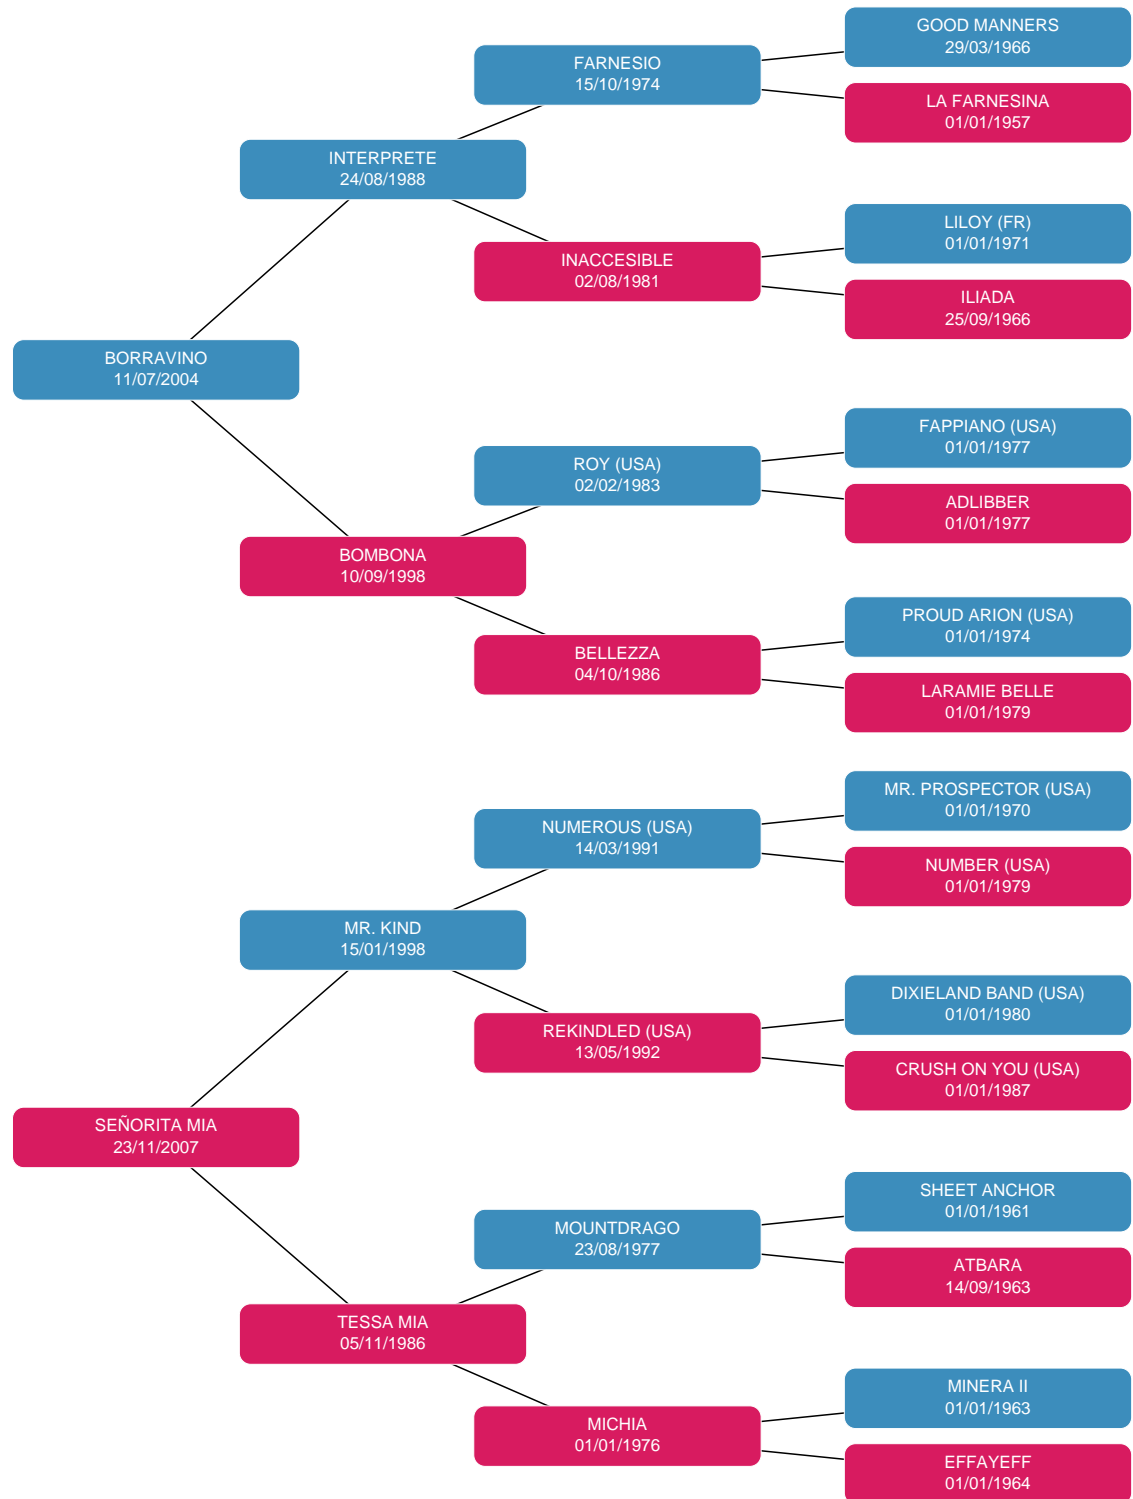 GOOD MANNERS
29/03/1966
FARNESIO
15/10/1974
LA FARNESINA
01/01/1957
INTERPRETE
24/08/1988
LILOY (FR)
01/01/1971
INACCESIBLE
02/08/1981
ILIADA
25/09/1966
BORRAVINO
11/07/2004
FAPPIANO (USA)
01/01/1977
ROY (USA)
02/02/1983
ADLIBBER
01/01/1977
BOMBONA
10/09/1998
PROUD ARION (USA)
01/01/1974
BELLEZZA
04/10/1986
LARAMIE BELLE
01/01/1979
MR. PROSPECTOR (USA)
01/01/1970
NUMEROUS (USA)
14/03/1991
NUMBER (USA)
01/01/1979
MR. KIND
15/01/1998
DIXIELAND BAND (USA)
01/01/1980
REKINDLED (USA)
13/05/1992
CRUSH ON YOU (USA)
01/01/1987
SEÑORITA MIA
23/11/2007
SHEET ANCHOR
01/01/1961
MOUNTDRAGO
23/08/1977
ATBARA
14/09/1963
TESSA MIA
05/11/1986
MINERA II
01/01/1963
MICHIA
01/01/1976
EFFAYEFF
01/01/1964